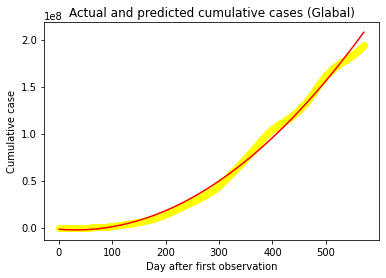 Actual and predicted cumulative cases (Glabal)
1e8
2.0
1.5
1.0
0.5
0.0
Cumulative case
0 100 200 300 400 500
Day after first observation